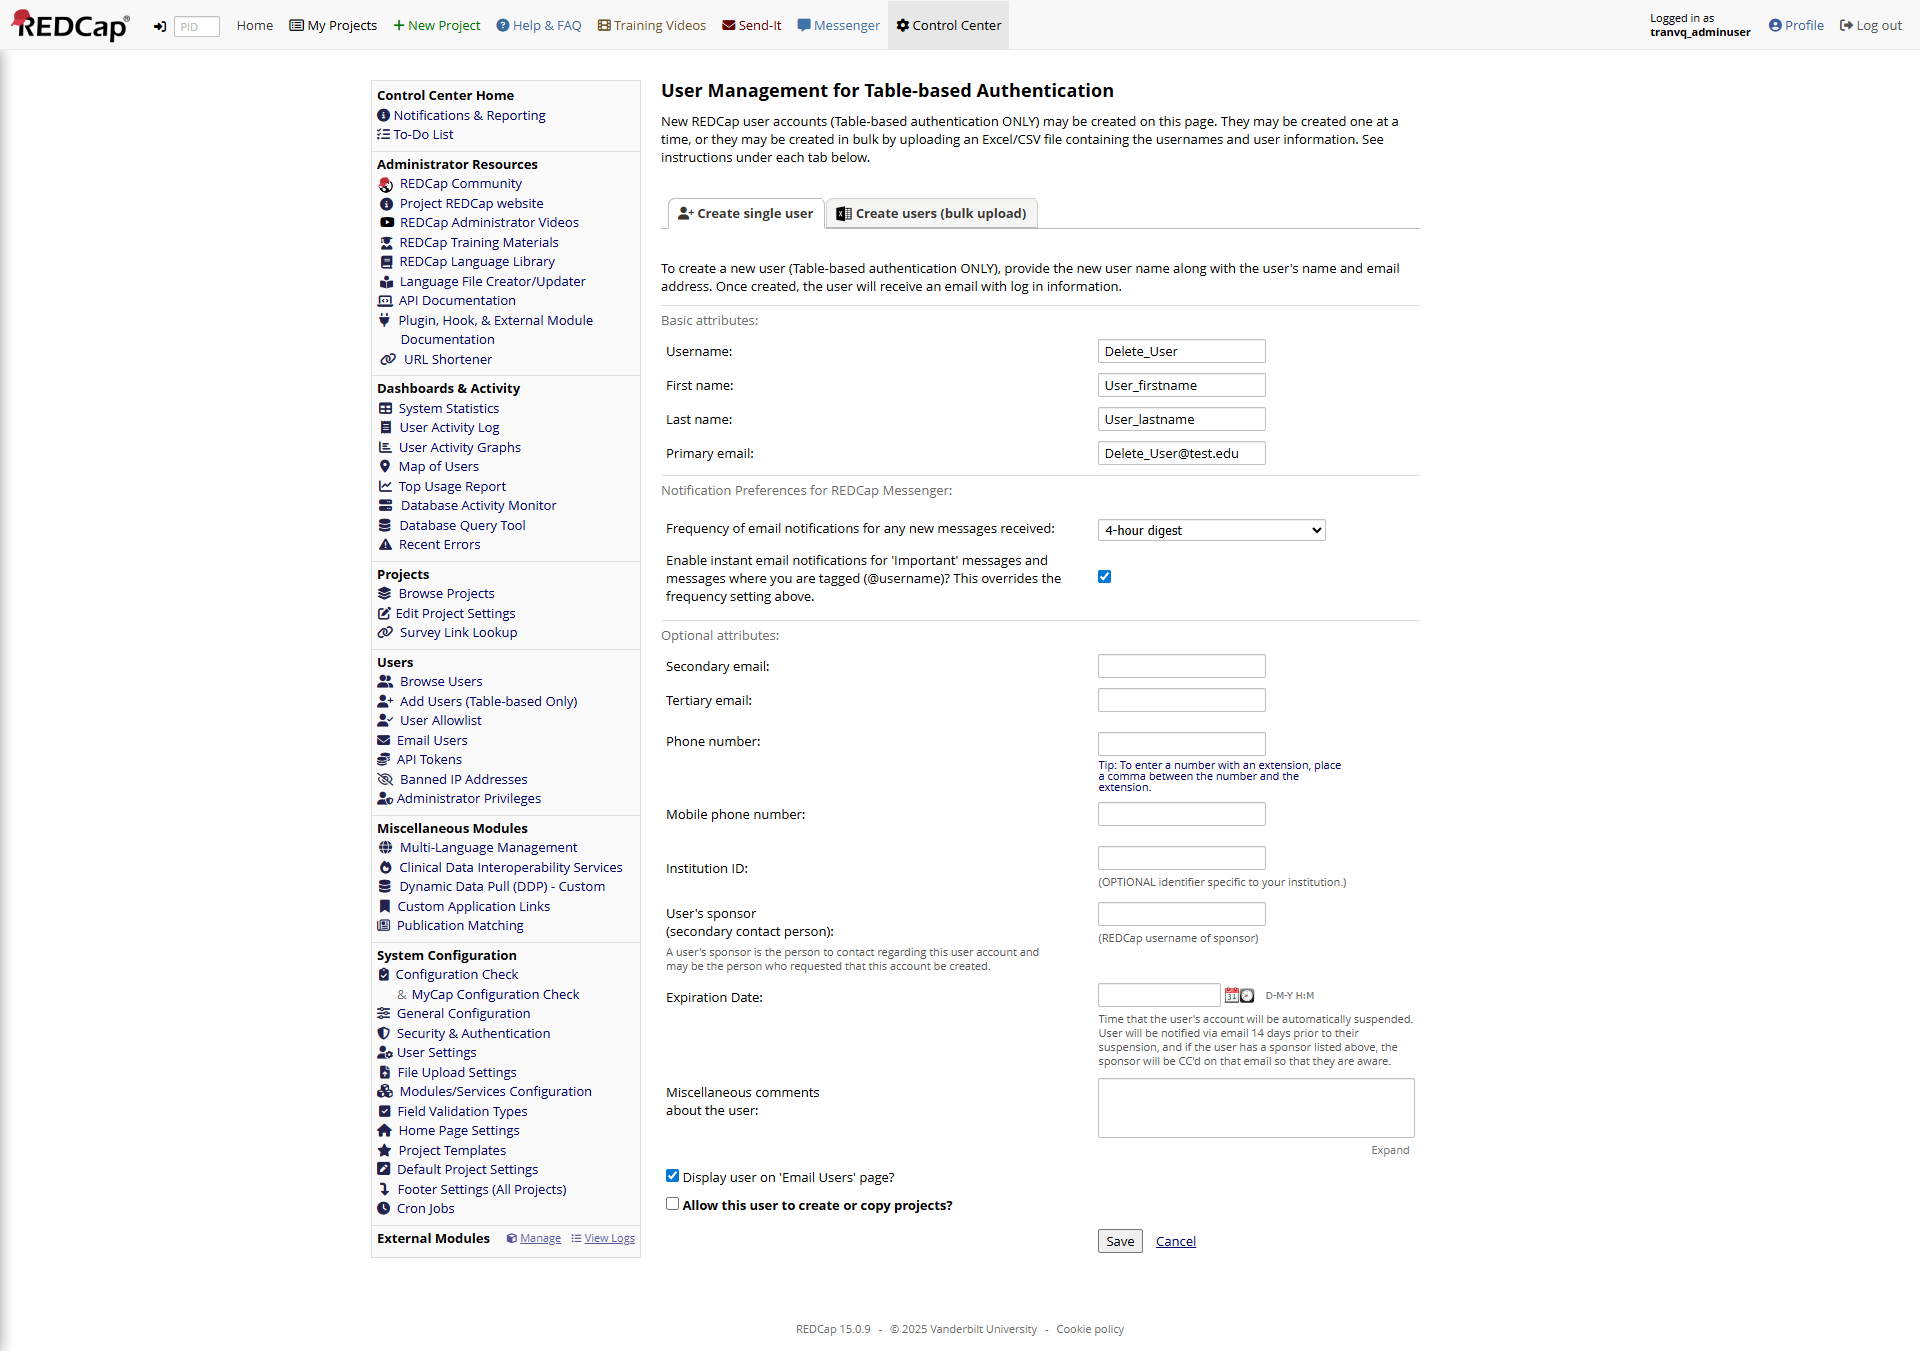 REDCap®
PID
Home
My Projects
New Project
Help & FAQ
Training Videos
Send-It
Messenger
Control Center
Logged in as
tranvq_adminuser
Profile
Log out
Control Center Home
Notifications & Reporting
To-Do List
Administrator Resources
REDCap Community
Project REDCap website
REDCap Administrator Videos
REDCap Training Materials
REDCap Language Library
Language File Creator/Updater
API Documentation
Plugin, Hook, & External Module
Documentation
URL Shortener
Dashboards & Activity
System Statistics
User Activity Log
User Activity Graphs
Map of Users
Top Usage Report
Database Activity Monitor
Database Query Tool
Recent Errors
Projects
Browse Projects
Edit Project Settings
Survey Link Lookup
Users
Browse Users
Add Users (Table-based Only)
User Allowlist
Email Users
API Tokens
Banned IP Addresses
Administrator Privileges
Miscellaneous Modules
Multi-Language Management
Clinical Data Interoperability Services
Dynamic Data Pull (DDP) - Custom
Custom Application Links
Publication Matching
System Configuration
Configuration Check
& MyCap Configuration Check
General Configuration
Security & Authentication
User Settings
File Upload Settings
Modules/Services Configuration
Field Validation Types
Home Page Settings
Project Templates
Default Project Settings
Footer Settings (All Projects)
Cron Jobs
External Modules Manage View Logs
User Management for Table-based Authentication
New REDCap user accounts (Table-based authentication ONLY) may be created on this page. They may be created one at a
time, or they may be created in bulk by uploading an Excel/CSV file containing the usernames and user information. See
instructions under each tab below.
Create single user
Create users (bulk upload)
To create a new user (Table-based authentication ONLY), provide the new user name along with the user's name and email
address. Once created, the user will receive an email with log in information.
Basic attributes:
Username: Delete_User
First name: User_firstname
Last name: User_lastname
Primary email: Delete_User@test.edu
Notification Preferences for REDCap Messenger:
Frequency of email notifications for any new messages received: 4-hour digest
Enable instant email notifications for 'Important' messages and
messages where you are tagged (@username)? This overrides the
frequency setting above.
Optional attributes:
Secondary email:
Tertiary email:
Phone number:
Tip: To enter a number with an extension, place
a comma between the number and the
extension.
Mobile phone number:
Institution ID:
(OPTIONAL identifier specific to your institution.)
User's sponsor
(secondary contact person):
(REDCap username of sponsor)
A user's sponsor is the person to contact regarding this user account and
may be the person who requested that this account be created.
Expiration Date:
31
D-M-Y H:M
Time that the user's account will be automatically suspended.
User will be notified via email 14 days prior to their
suspension, and if the user has a sponsor listed above, the
sponsor will be CC'd on that email so that they are aware.
Miscellaneous comments
about the user:
Expand
Display user on 'Email Users' page?
Allow this user to create or copy projects?
Save
Cancel
REDCap 15.0.9 - © 2025 Vanderbilt University - Cookie policy